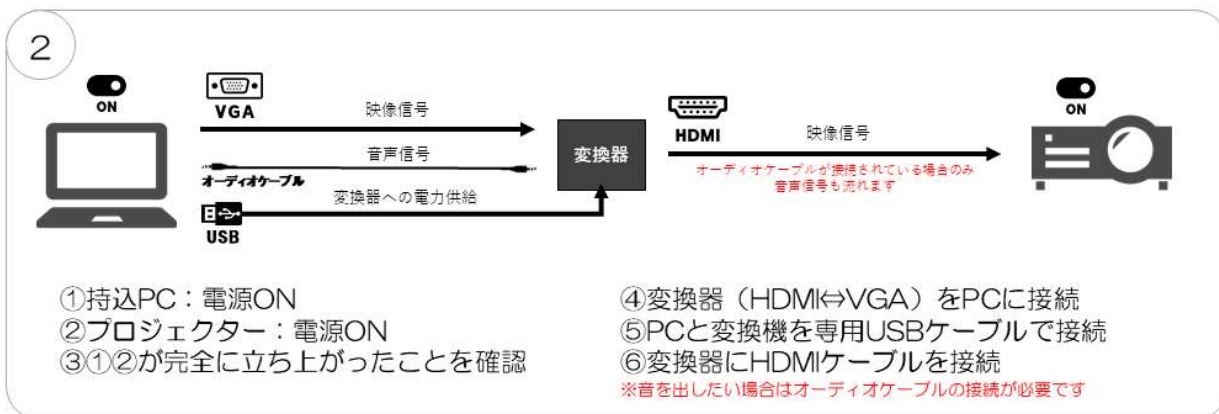 2
ON
VGA
映像信号
音声信号
オーディオケーブル
変換器への電力供給
USB
変換器
HDMI
映像信号
オーディオケーブルが接続されている場合のみ
音声信号も流れます
ON
①持込PC:電源ON
②プロジェクター:電源ON
③①②が完全に立ち上がったことを確認
④変換器(HDMI⇔VGA)をPCに接続
⑤PCと変換機を専用USBケーブルで接続
⑥変換器にHDMIケーブルを接続
※音を出したい場合はオーディオケーブルの接続が必要です